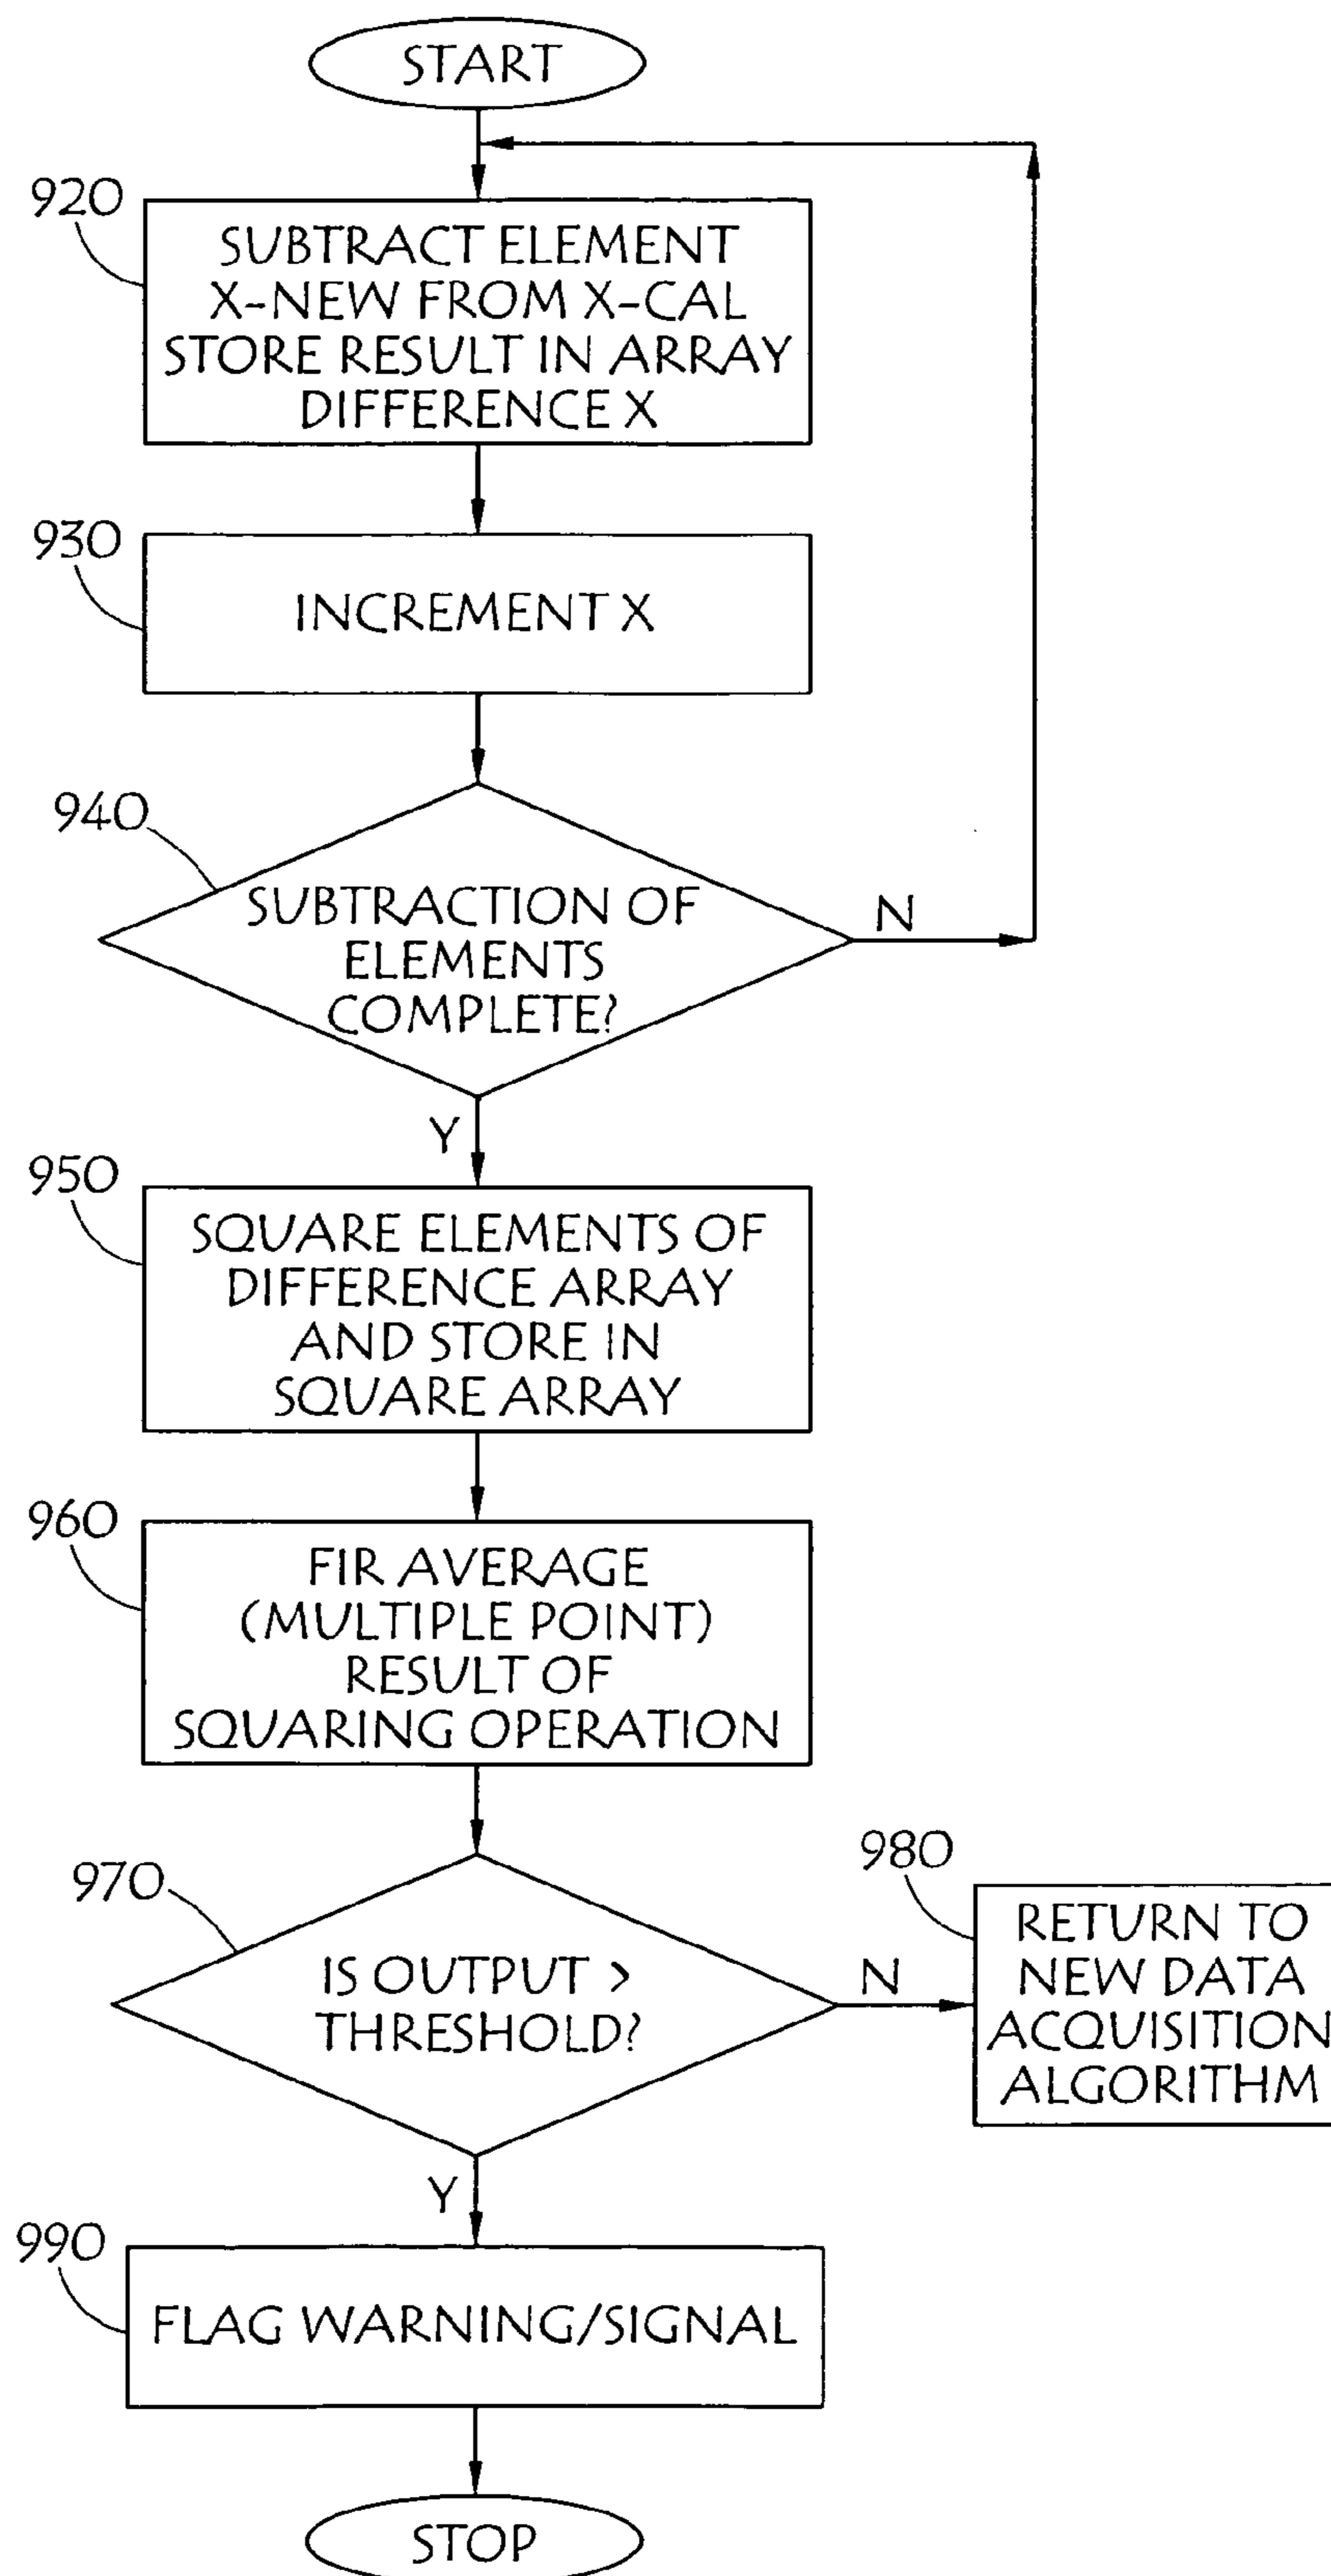 START
920
SUBTRACT ELEMENT
X-NEW FROM X-CAL
STORE RESULT IN ARRAY
DIFFERENCE X
930
INCREMENT X
940
SUBTRACTION OF
ELEMENTS
COMPLETE?
N
Y
950
SQUARE ELEMENTS OF
DIFFERENCE ARRAY
AND STORE IN
SQUARE ARRAY
960
FIR AVERAGE
(MULTIPLE POINT)
RESULT OF
SQUARING OPERATION
970
IS OUTPUT >
THRESHOLD?
N
980
RETURN TO
NEW DATA
ACQUISITION
ALGORITHM
Y
990
FLAG WARNING/SIGNAL
STOP